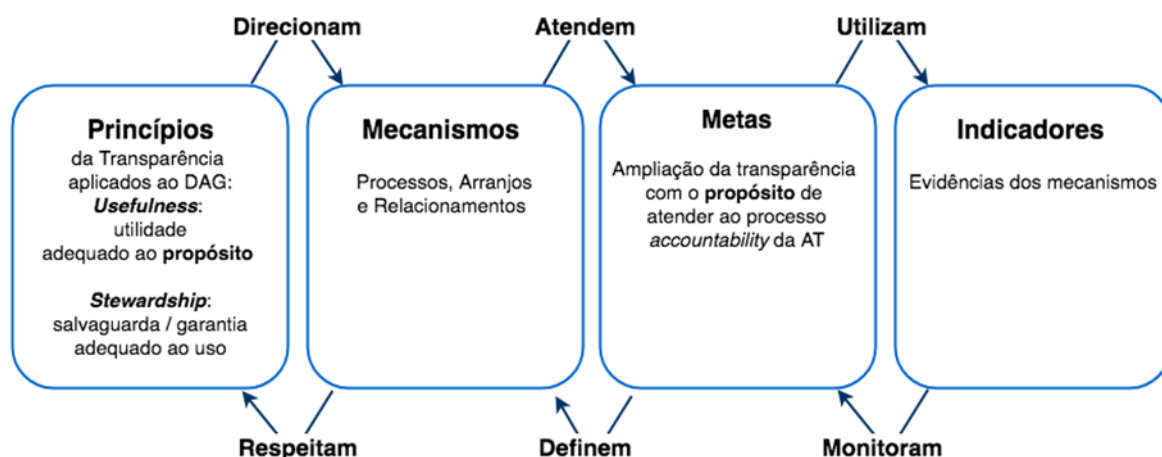 Direcionam
Atendem
Utilizam
Princípios
da Transparência
aplicados ao DAG:
Usefulness:
utilidade
adequado ao propósito
Stewardship:
salvaguarda / garantia
adequado ao uso
Mecanismos
Processos, Arranjos
e Relacionamentos
Metas
Ampliação da transparência
com o propósito de
atender ao processo
accountability da AT
Indicadores
Evidências dos mecanismos
Respeitam
Definem
Monitoram